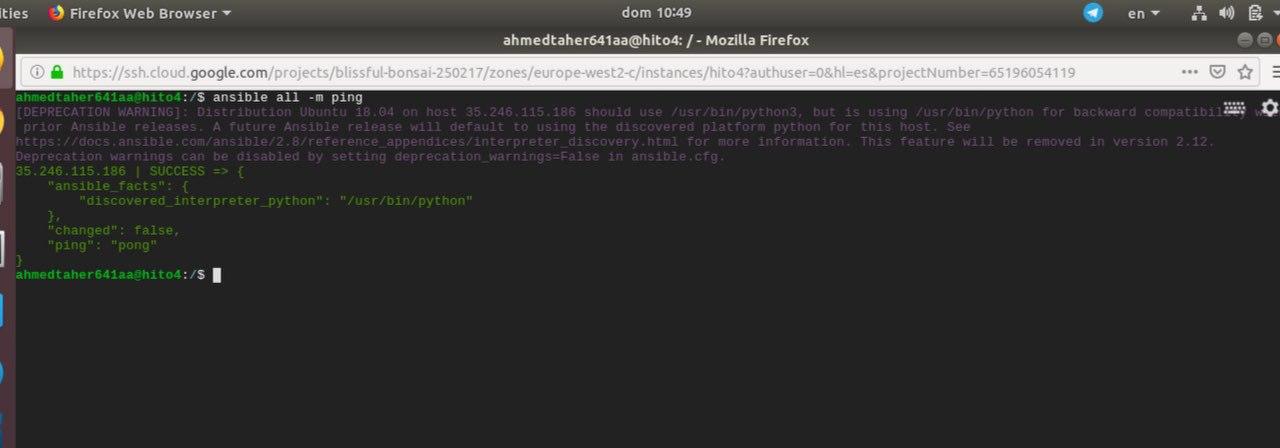 ities Firefox Web Browser dom 10:49 en
ahmedtaher641aa@hito4: / - Mozilla Firefox
https://ssh.cloud.google.com/projects/blissful-bonsai-250217/zones/europe-west2-c/instances/hito4?authuser=0&hl=es&projectNumber=65196054119
ahmedtaher641aa@hito4:/$ ansible all -m ping
[DEPRECATION WARNING]: Distribution Ubuntu 18.04 on host 35.246.115.186 should use /usr/bin/python3, but is using /usr/bin/python for backward compatibility w
prior Ansible releases. A future Ansible release will default to using the discovered platform python for this host. See
https://docs.ansible.com/ansible/2.8/reference_appendices/interpreter_discovery.html for more information. This feature will be removed in version 2.12.
Deprecation warnings can be disabled by setting deprecation_warnings=False in ansible.cfg.
35.246.115.186 | SUCCESS => {
    "ansible_facts": {
        "discovered_interpreter_python": "/usr/bin/python"
    },
    "changed": false,
    "ping": "pong"
}
ahmedtaher641aa@hito4:/$